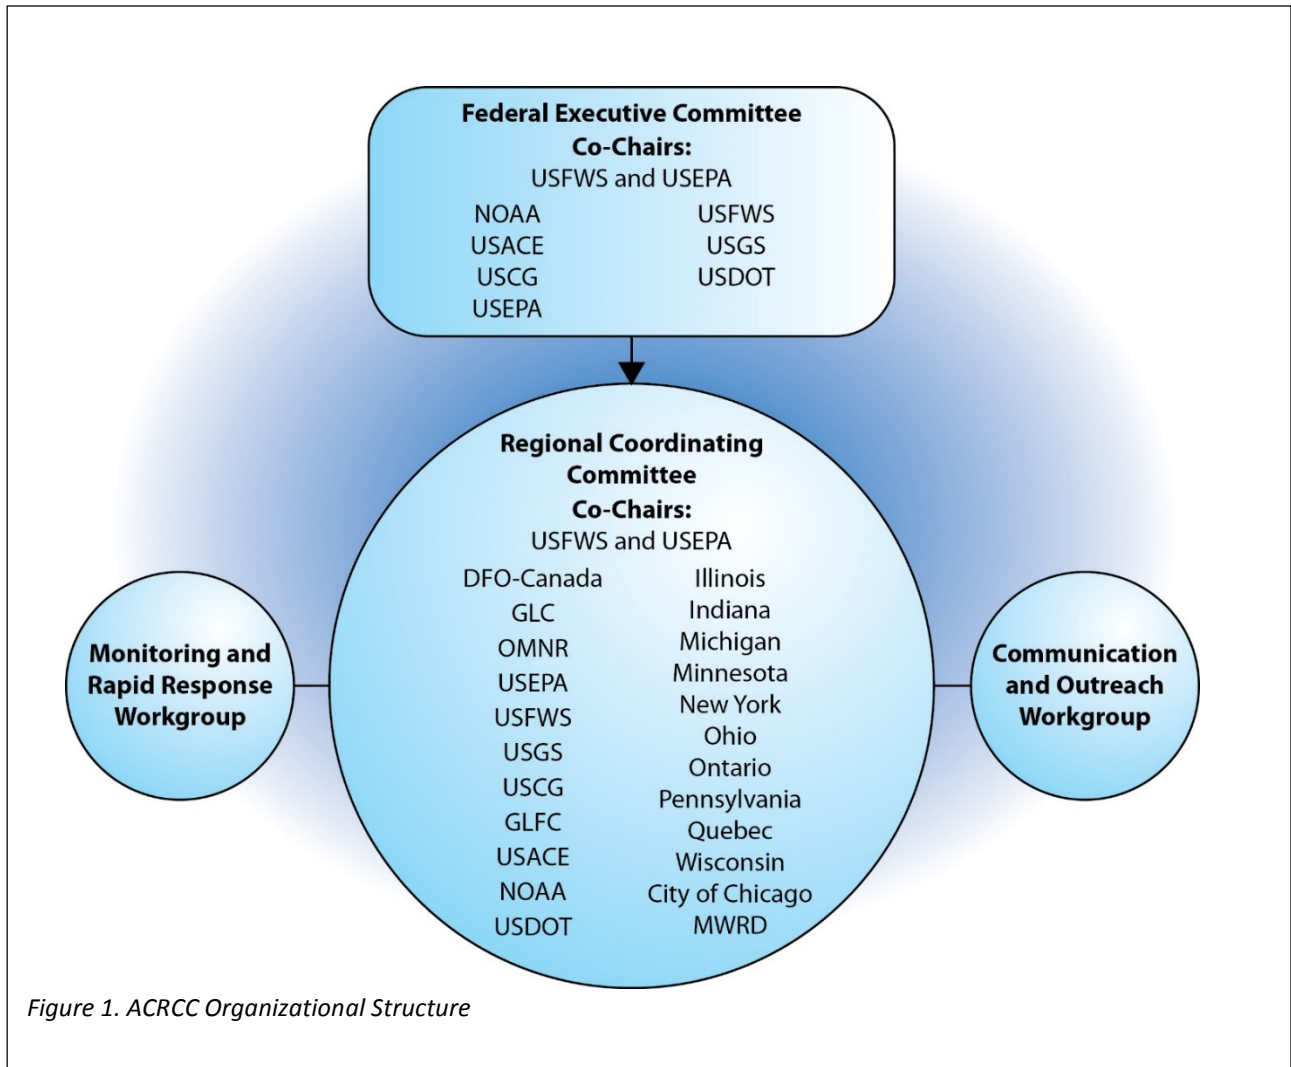 Federal Executive Committee
Co-Chairs:
USFWS and USEPA
NOAA
USACE
USCG
USEPA
USFWS
USGS
USDOT
Regional Coordinating
Committee
Co-Chairs:
USFWS and USEPA
DFO-Canada
GLC
OMNR
USEPA
USFWS
USGS
USCG
GLFC
USACE
NOAA
USDOT
Illinois
Indiana
Michigan
Minnesota
New York
Ohio
Ontario
Pennsylvania
Quebec
Wisconsin
City of Chicago
MWRD
Monitoring and
Rapid Response
Workgroup
Communication
and Outreach
Workgroup
Figure 1. ACRCC Organizational Structure